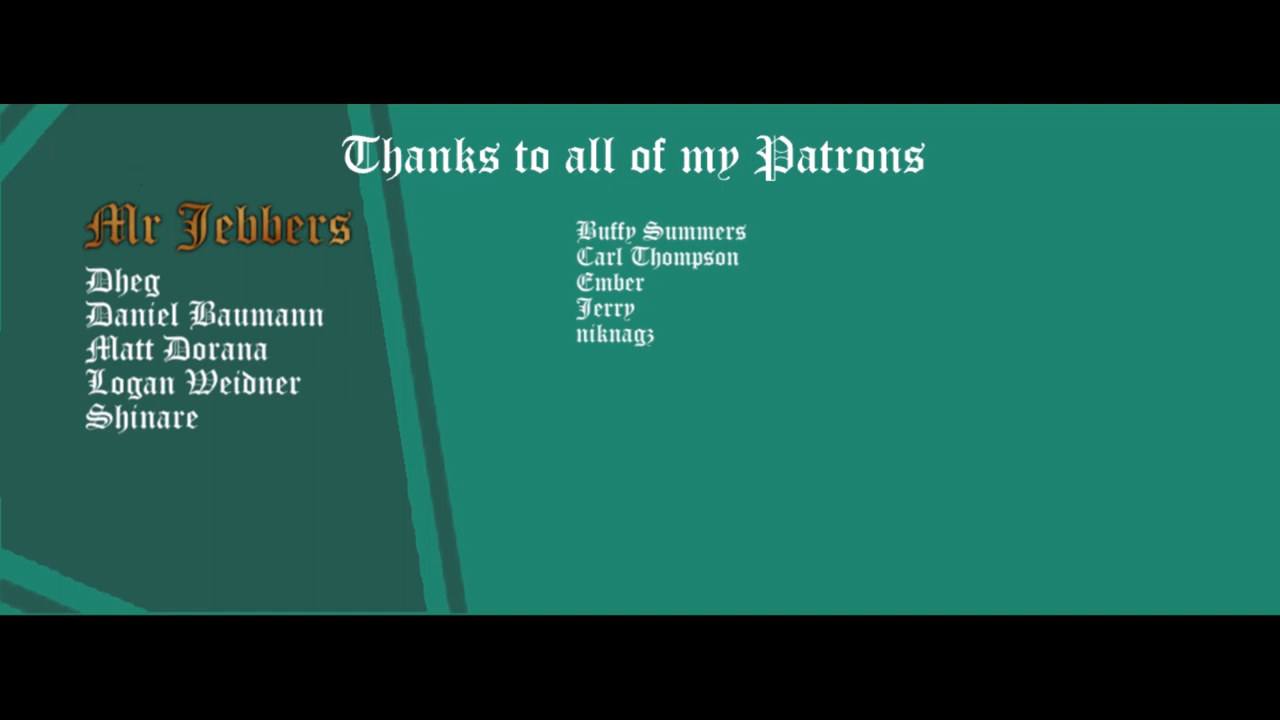 Thanks to all of my Patrons
Mr Jebbers
Dheg
Daniel Baumann
Matt Dorana
Logan Weidner
Shinare
Buffy Summers
Carl Thompson
Ember
Jerry
niknagz